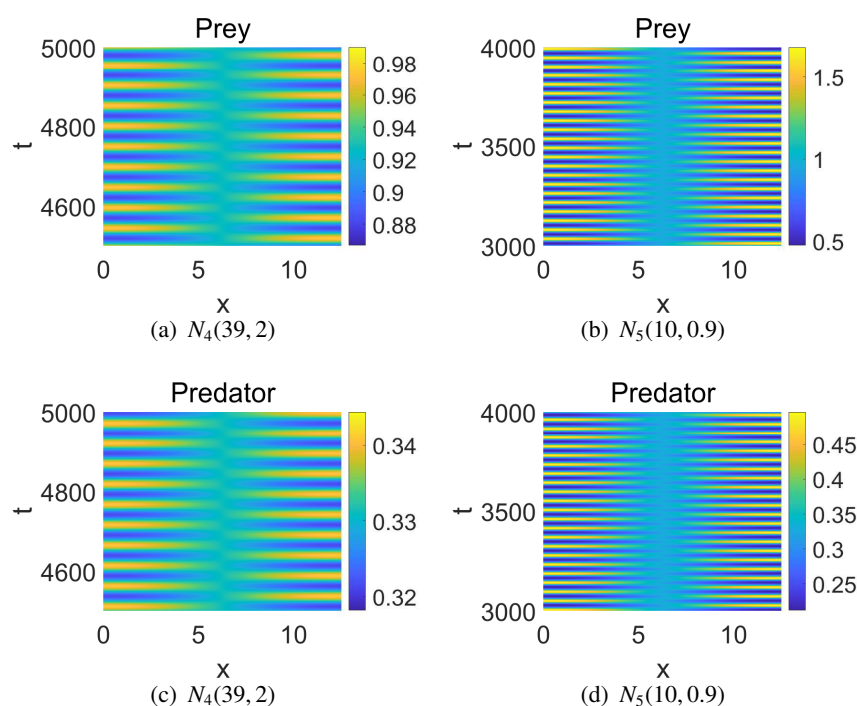 Prey
5000
4800
4600
t
0 5 10
x
0.98
0.96
0.94
0.92
0.9
0.88
(a) N₄(39, 2)
Prey
4000
3500
3000
t
0 5 10
x
1.5
1
0.5
(b) N₅(10, 0.9)
Predator
5000
4800
4600
t
0 5 10
x
0.34
0.33
0.32
(c) N₄(39, 2)
Predator
4000
3500
3000
t
0 5 10
x
0.45
0.4
0.35
0.3
0.25
(d) N₅(10, 0.9)